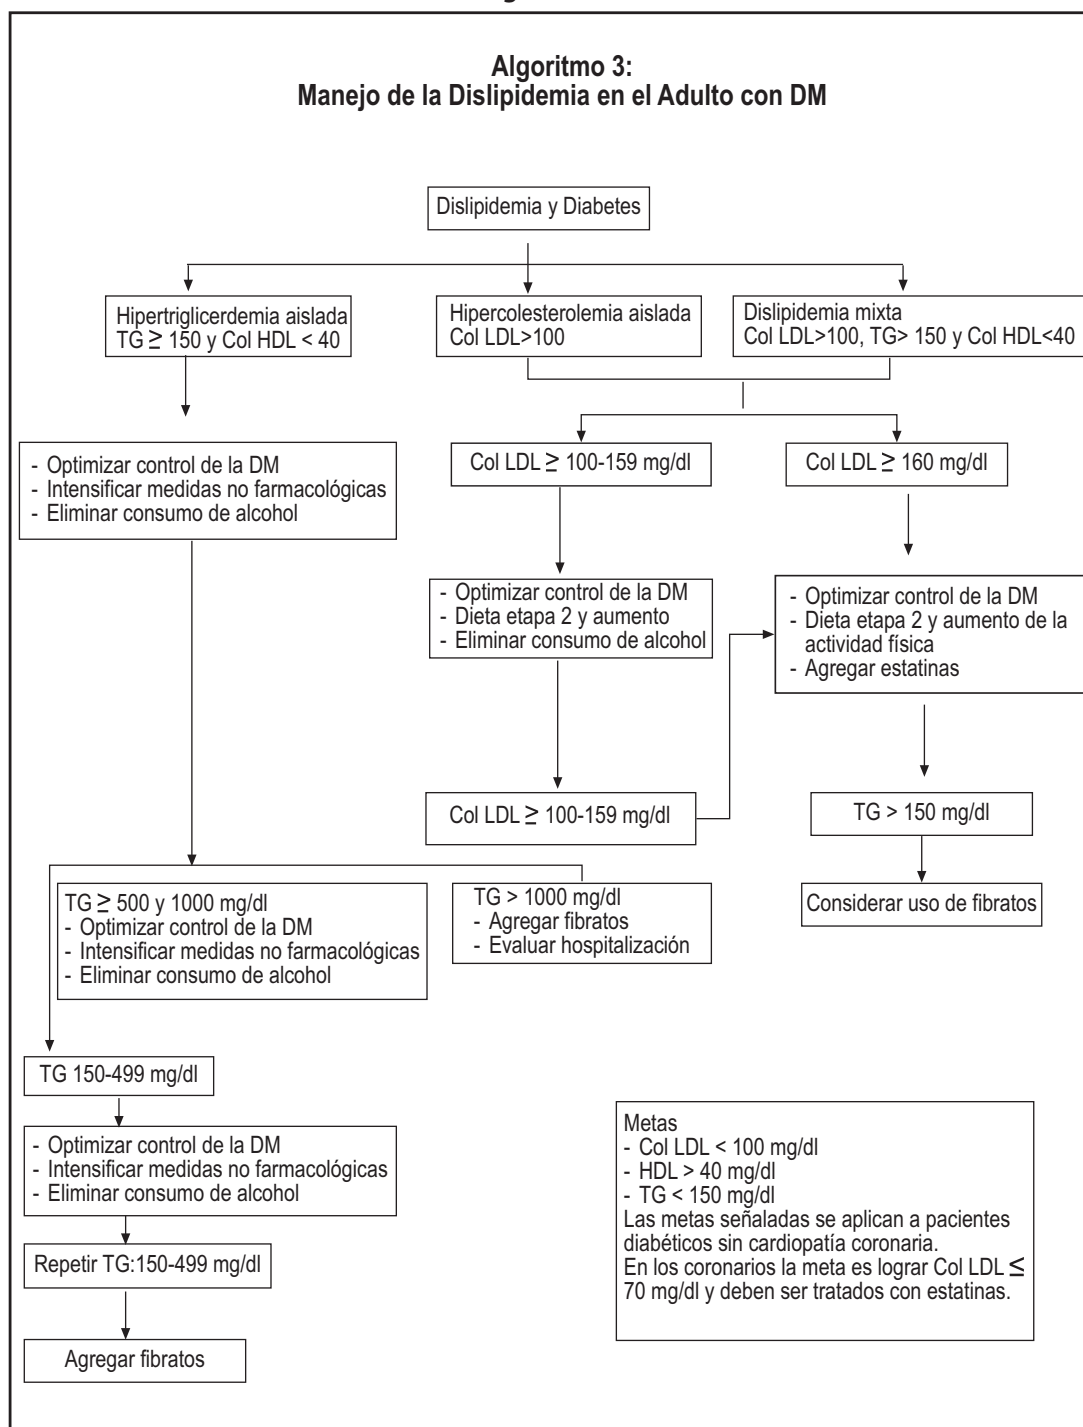 Algoritmo 3:
Manejo de la Dislipidemia en el Adulto con DM
Dislipidemia y Diabetes
Hipertriglicerdemia aislada
TG ≥ 150 y Col HDL < 40
Hipercolesterolemia aislada
Col LDL>100
Dislipidemia mixta
Col LDL>100, TG> 150 y Col HDL<40
- Optimizar control de la DM
- Intensificar medidas no farmacológicas
- Eliminar consumo de alcohol
Col LDL ≥ 100-159 mg/dl
Col LDL ≥ 160 mg/dl
- Optimizar control de la DM
- Dieta etapa 2 y aumento
- Eliminar consumo de alcohol
- Optimizar control de la DM
- Dieta etapa 2 y aumento de la
actividad física
- Agregar estatinas
Col LDL ≥ 100-159 mg/dl
TG > 150 mg/dl
Considerar uso de fibratos
TG ≥ 500 y 1000 mg/dl
- Optimizar control de la DM
- Intensificar medidas no farmacológicas
- Eliminar consumo de alcohol
TG > 1000 mg/dl
- Agregar fibratos
- Evaluar hospitalización
TG 150-499 mg/dl
- Optimizar control de la DM
- Intensificar medidas no farmacológicas
- Eliminar consumo de alcohol
Repetir TG:150-499 mg/dl
Agregar fibratos
Metas
- Col LDL < 100 mg/dl
- HDL > 40 mg/dl
- TG < 150 mg/dl
Las metas señaladas se aplican a pacientes
diabéticos sin cardiopatía coronaria.
En los coronarios la meta es lograr Col LDL ≤
70 mg/dl y deben ser tratados con estatinas.